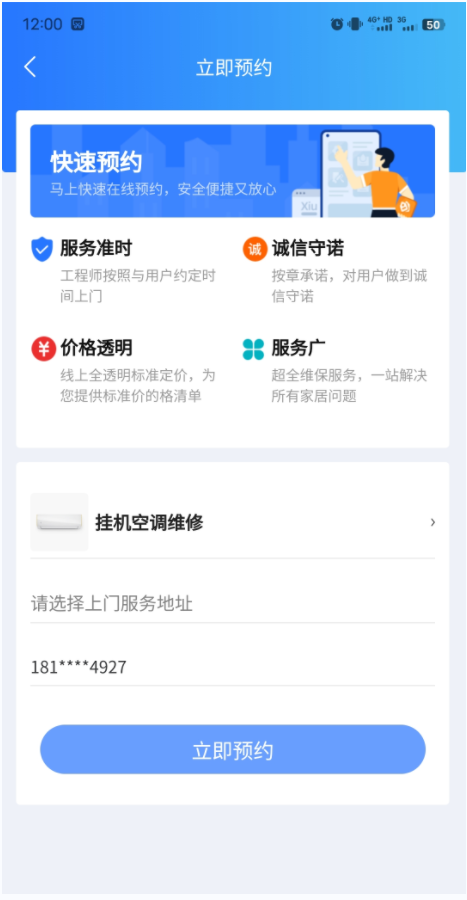 12:00
4G+ HD 3G 50
立即预约
快速预约
马上快速在线预约，安全便捷又放心
Xiu
服务准时
工程师按照与用户约定时
间上门
诚
诚信守诺
按章承诺，对用户做到诚
信守诺
价格透明
线上全透明标准定价，为
您提供标准价的格清单
服务广
超全维保服务，一站解决
所有家居问题
挂机空调维修
请选择上门服务地址
181****4927
立即预约